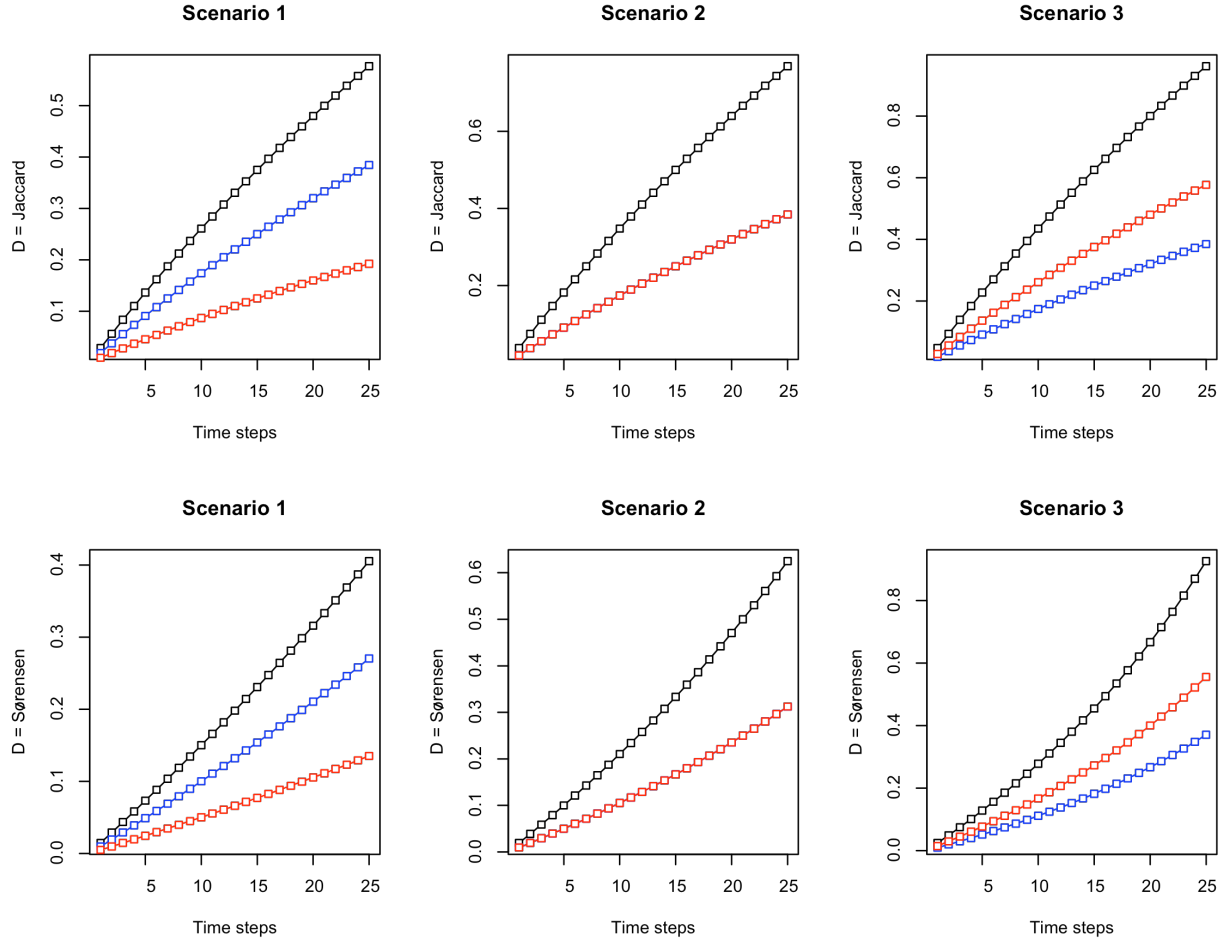 Scenario 1
Scenario 2
Scenario 3
D = Jaccard
0.1 0.2 0.3 0.4 0.5
5 10 15 20 25
Time steps
D = Jaccard
0.2 0.4 0.6
5 10 15 20 25
Time steps
D = Jaccard
0.2 0.4 0.6 0.8
5 10 15 20 25
Time steps
Scenario 1
Scenario 2
Scenario 3
D = Sørensen
0.0 0.1 0.2 0.3 0.4
5 10 15 20 25
Time steps
D = Sørensen
0.0 0.1 0.2 0.3 0.4 0.5 0.6
5 10 15 20 25
Time steps
D = Sørensen
0.0 0.2 0.4 0.6 0.8
5 10 15 20 25
Time steps